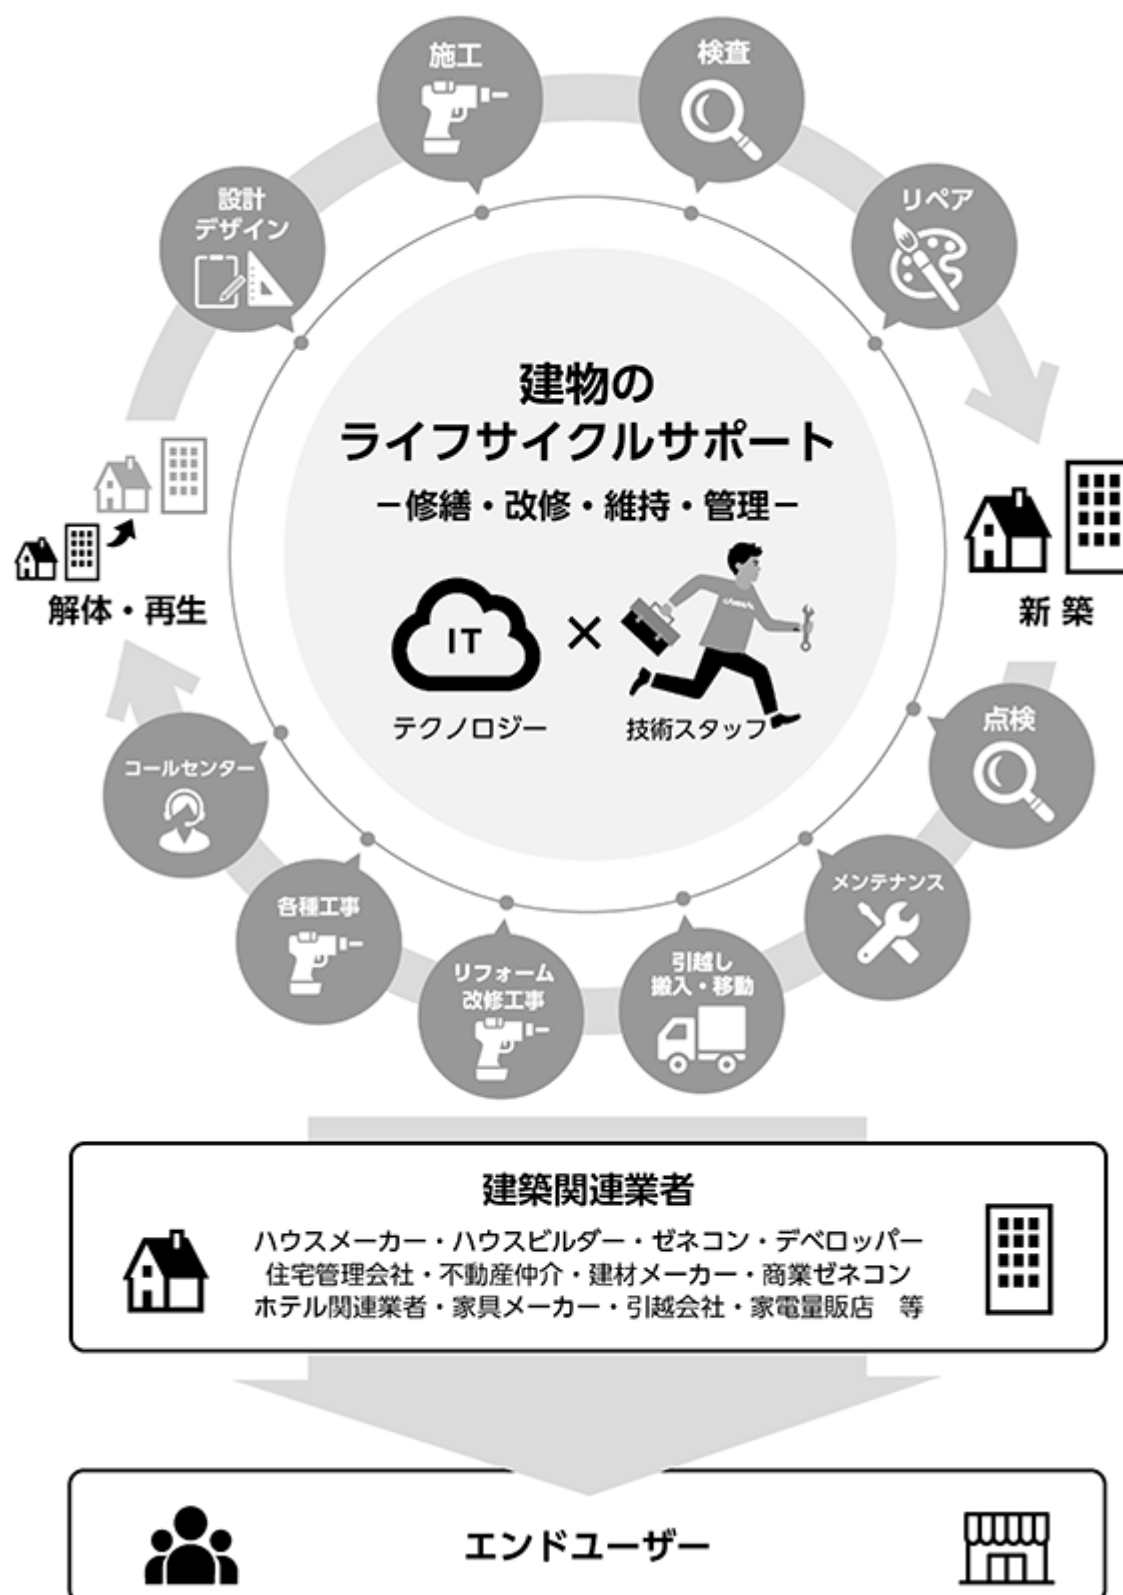 施工
検査
設計
デザイン
リペア
建物の
ライフサイクルサポート
－修繕・改修・維持・管理－
IT
×
テクノロジー
技術スタッフ
解体・再生
新築
点検
メンテナンス
引越し
搬入・移動
リフォーム
改修工事
各種工事
コールセンター
建築関連業者
ハウスメーカー・ハウスビルダー・ゼネコン・デベロッパー
住宅管理会社・不動産仲介・建材メーカー・商業ゼネコン
ホテル関連業者・家具メーカー・引越会社・家電量販店　等
エンドユーザー